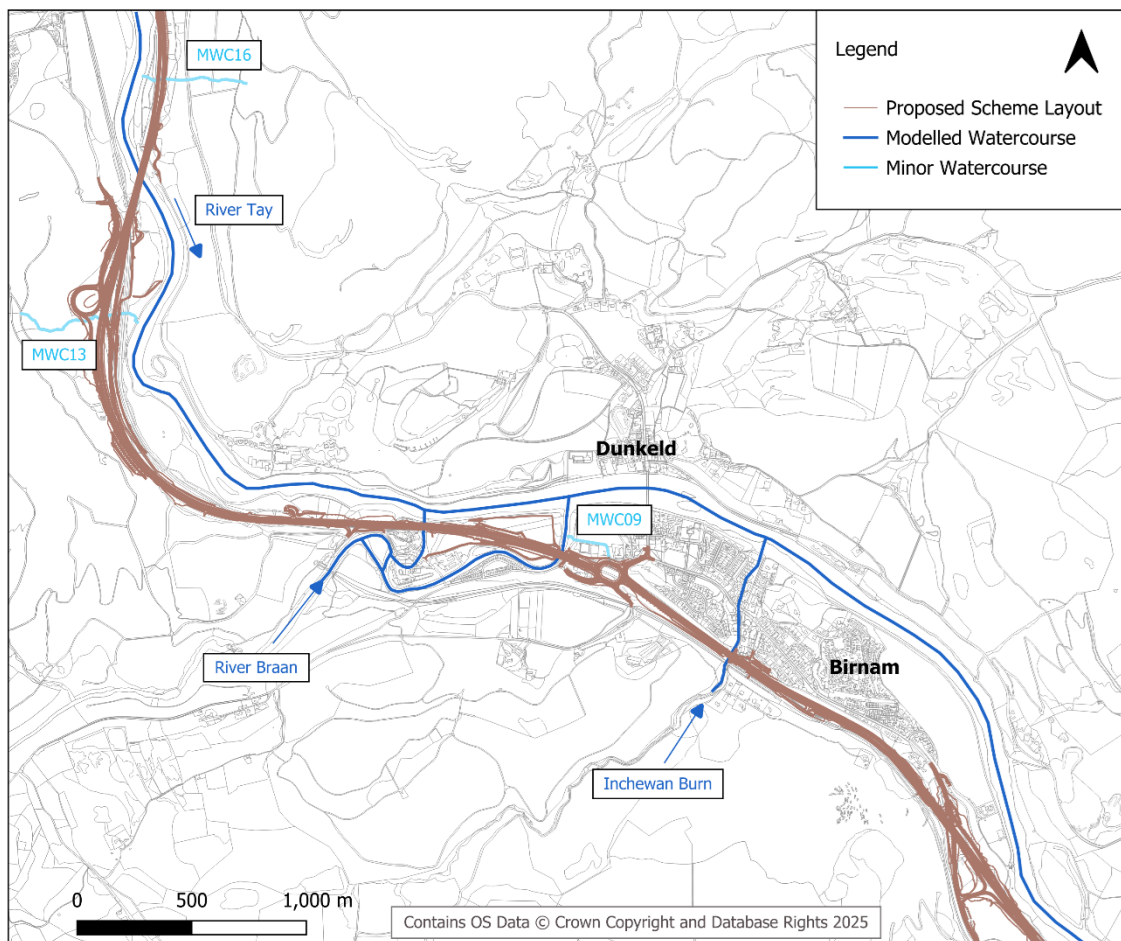 MWC16
Legend
Proposed Scheme Layout
Modelled Watercourse
Minor Watercourse
River Tay
MWC13
Dunkeld
MWC09
River Braan
Birnam
Inchewan Burn
0 500 1,000 m
Contains OS Data © Crown Copyright and Database Rights 2025